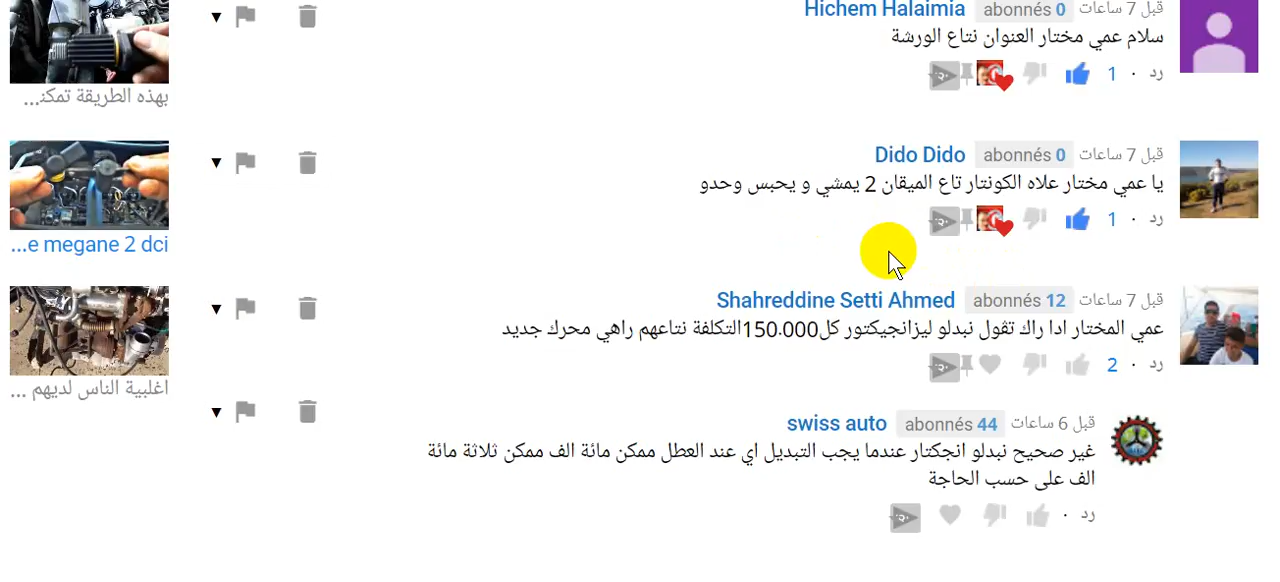 Hichem Halaimia abonnés 0 قبل 7 ساعات
سلام عمي مختار العنوان نتاع الورشة
رد · 1
بهذه الطريقة تمكنـ...
Dido Dido abonnés 0 قبل 7 ساعات
يا عمي مختار علاه الكونتار تاع الميقان 2 يمشي و يحبس وحدو
رد · 1
...e megane 2 dci
Shahreddine Setti Ahmed abonnés 12 قبل 7 ساعات
عمي المختار ادا راك تڨول نبدلو ليزانجيكتور كل150.000التكلفة نتاعهم راهي محرك جديد
رد · 2
اغلبية الناس لديهم ...
swiss auto abonnés 44 قبل 6 ساعات
غير صحيح نبدلو انجكتار عندما يجب التبديل اي عند العطل ممكن مائة الف ممكن ثلاثة مائة
الف على حسب الحاجة
رد ·